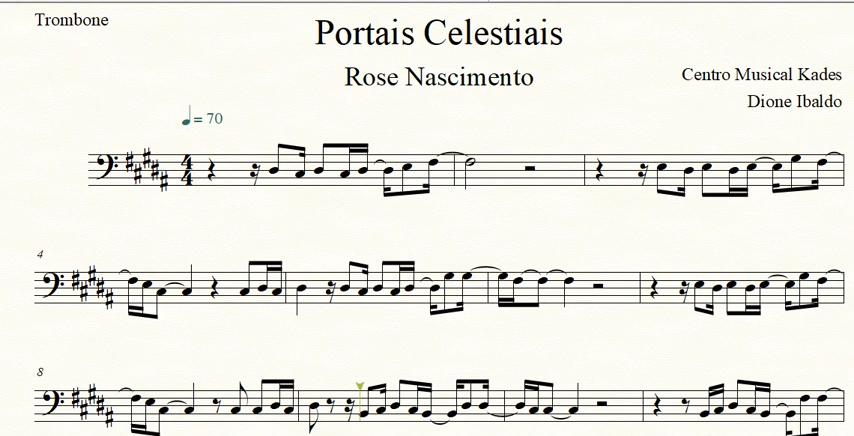 Trombone
Portais Celestiais
Rose Nascimento
Centro Musical Kades
Dione Ibaldo
= 70
4
4
4
8